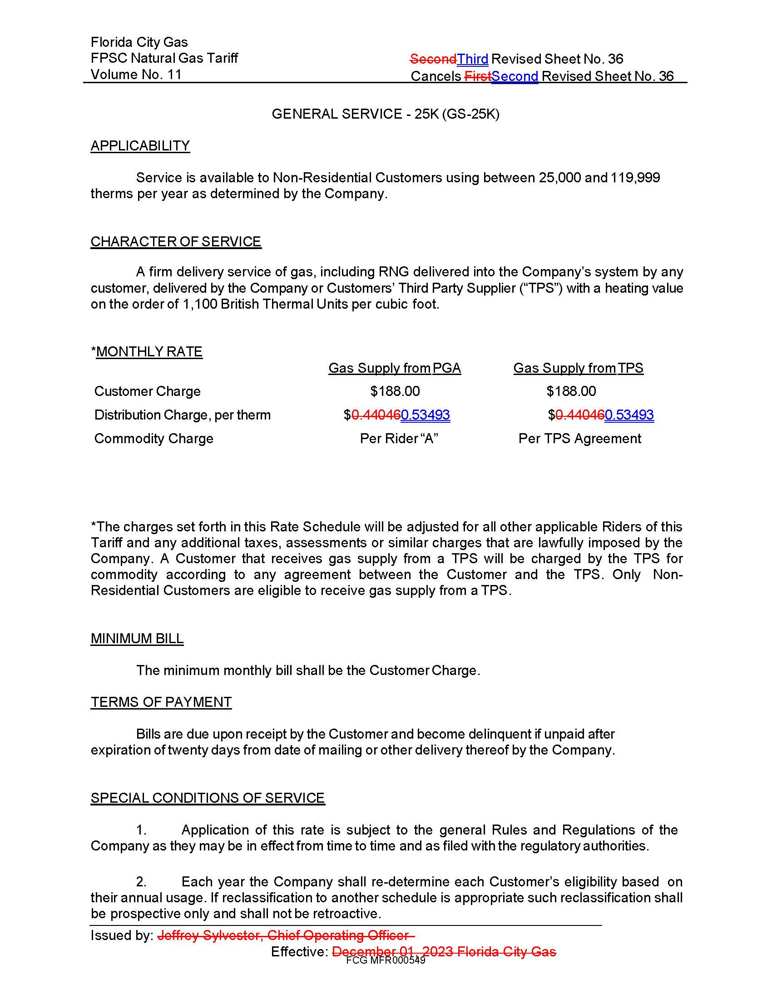 Florida City Gas
FPSC Natural Gas Tariff
SecondThird Revised Sheet No. 36
Volume No. 11
Cancels FirstSecond Revised Sheet No. 36
GENERAL SERVICE - 25K (GS-25K)
APPLICABILITY
Service is available to Non-Residential Customers using between 25,000 and 119,999
therms per year as determined by the Company.
CHARACTER OF SERVICE
A firm delivery service of gas, including RNG delivered into the Company’s system by any
customer, delivered by the Company or Customers’ Third Party Supplier (“TPS”) with a heating value
on the order of 1,100 British Thermal Units per cubic foot.
*MONTHLY RATE
Gas Supply from PGA Gas Supply from TPS
Customer Charge $188.00 $188.00
Distribution Charge, per therm $0.440460.53493 $0.440460.53493
Commodity Charge Per Rider “A” Per TPS Agreement
*The charges set forth in this Rate Schedule will be adjusted for all other applicable Riders of this
Tariff and any additional taxes, assessments or similar charges that are lawfully imposed by the
Company. A Customer that receives gas supply from a TPS will be charged by the TPS for
commodity according to any agreement between the Customer and the TPS. Only Non-
Residential Customers are eligible to receive gas supply from a TPS.
MINIMUM BILL
The minimum monthly bill shall be the Customer Charge.
TERMS OF PAYMENT
Bills are due upon receipt by the Customer and become delinquent if unpaid after
expiration of twenty days from date of mailing or other delivery thereof by the Company.
SPECIAL CONDITIONS OF SERVICE
1. Application of this rate is subject to the general Rules and Regulations of the
Company as they may be in effect from time to time and as filed with the regulatory authorities.
2. Each year the Company shall re-determine each Customer’s eligibility based on
their annual usage. If reclassification to another schedule is appropriate such reclassification shall
be prospective only and shall not be retroactive.
Issued by: Jeffrey Sylvester, Chief Operating Officer
Effective: December 01, 2023 Florida City Gas
FCG MFR000549